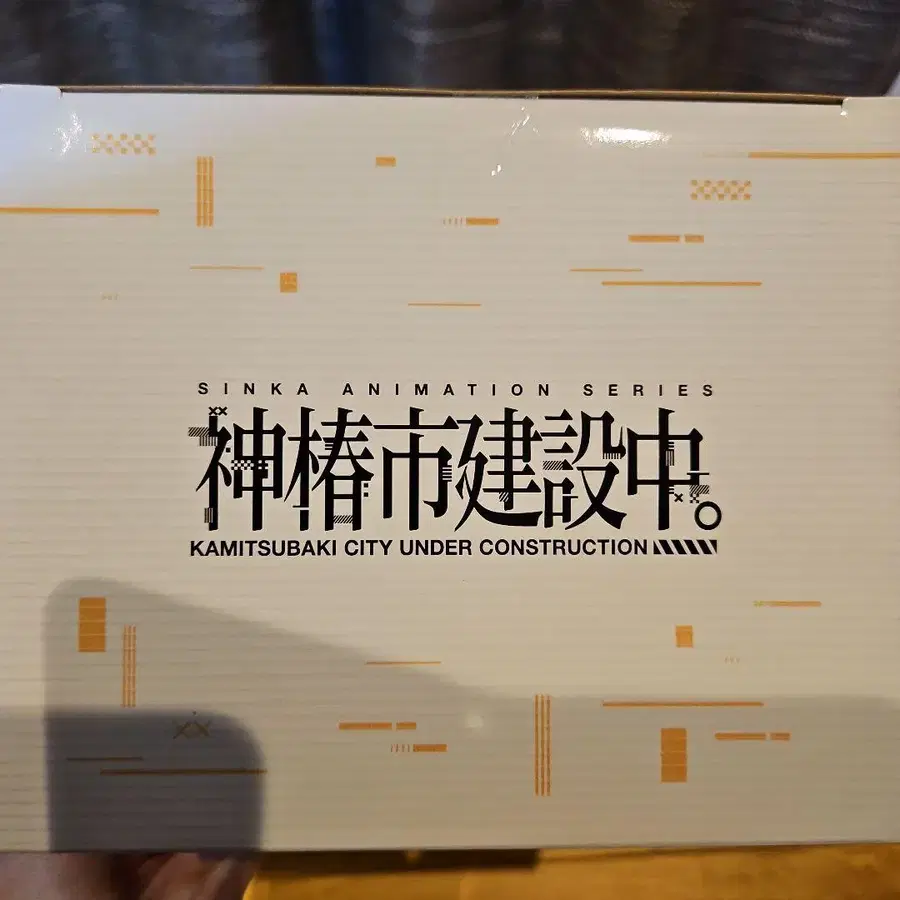 SINKA ANIMATION SERIES
神椿市建設中。
KAMITSUBAKI CITY UNDER CONSTRUCTION